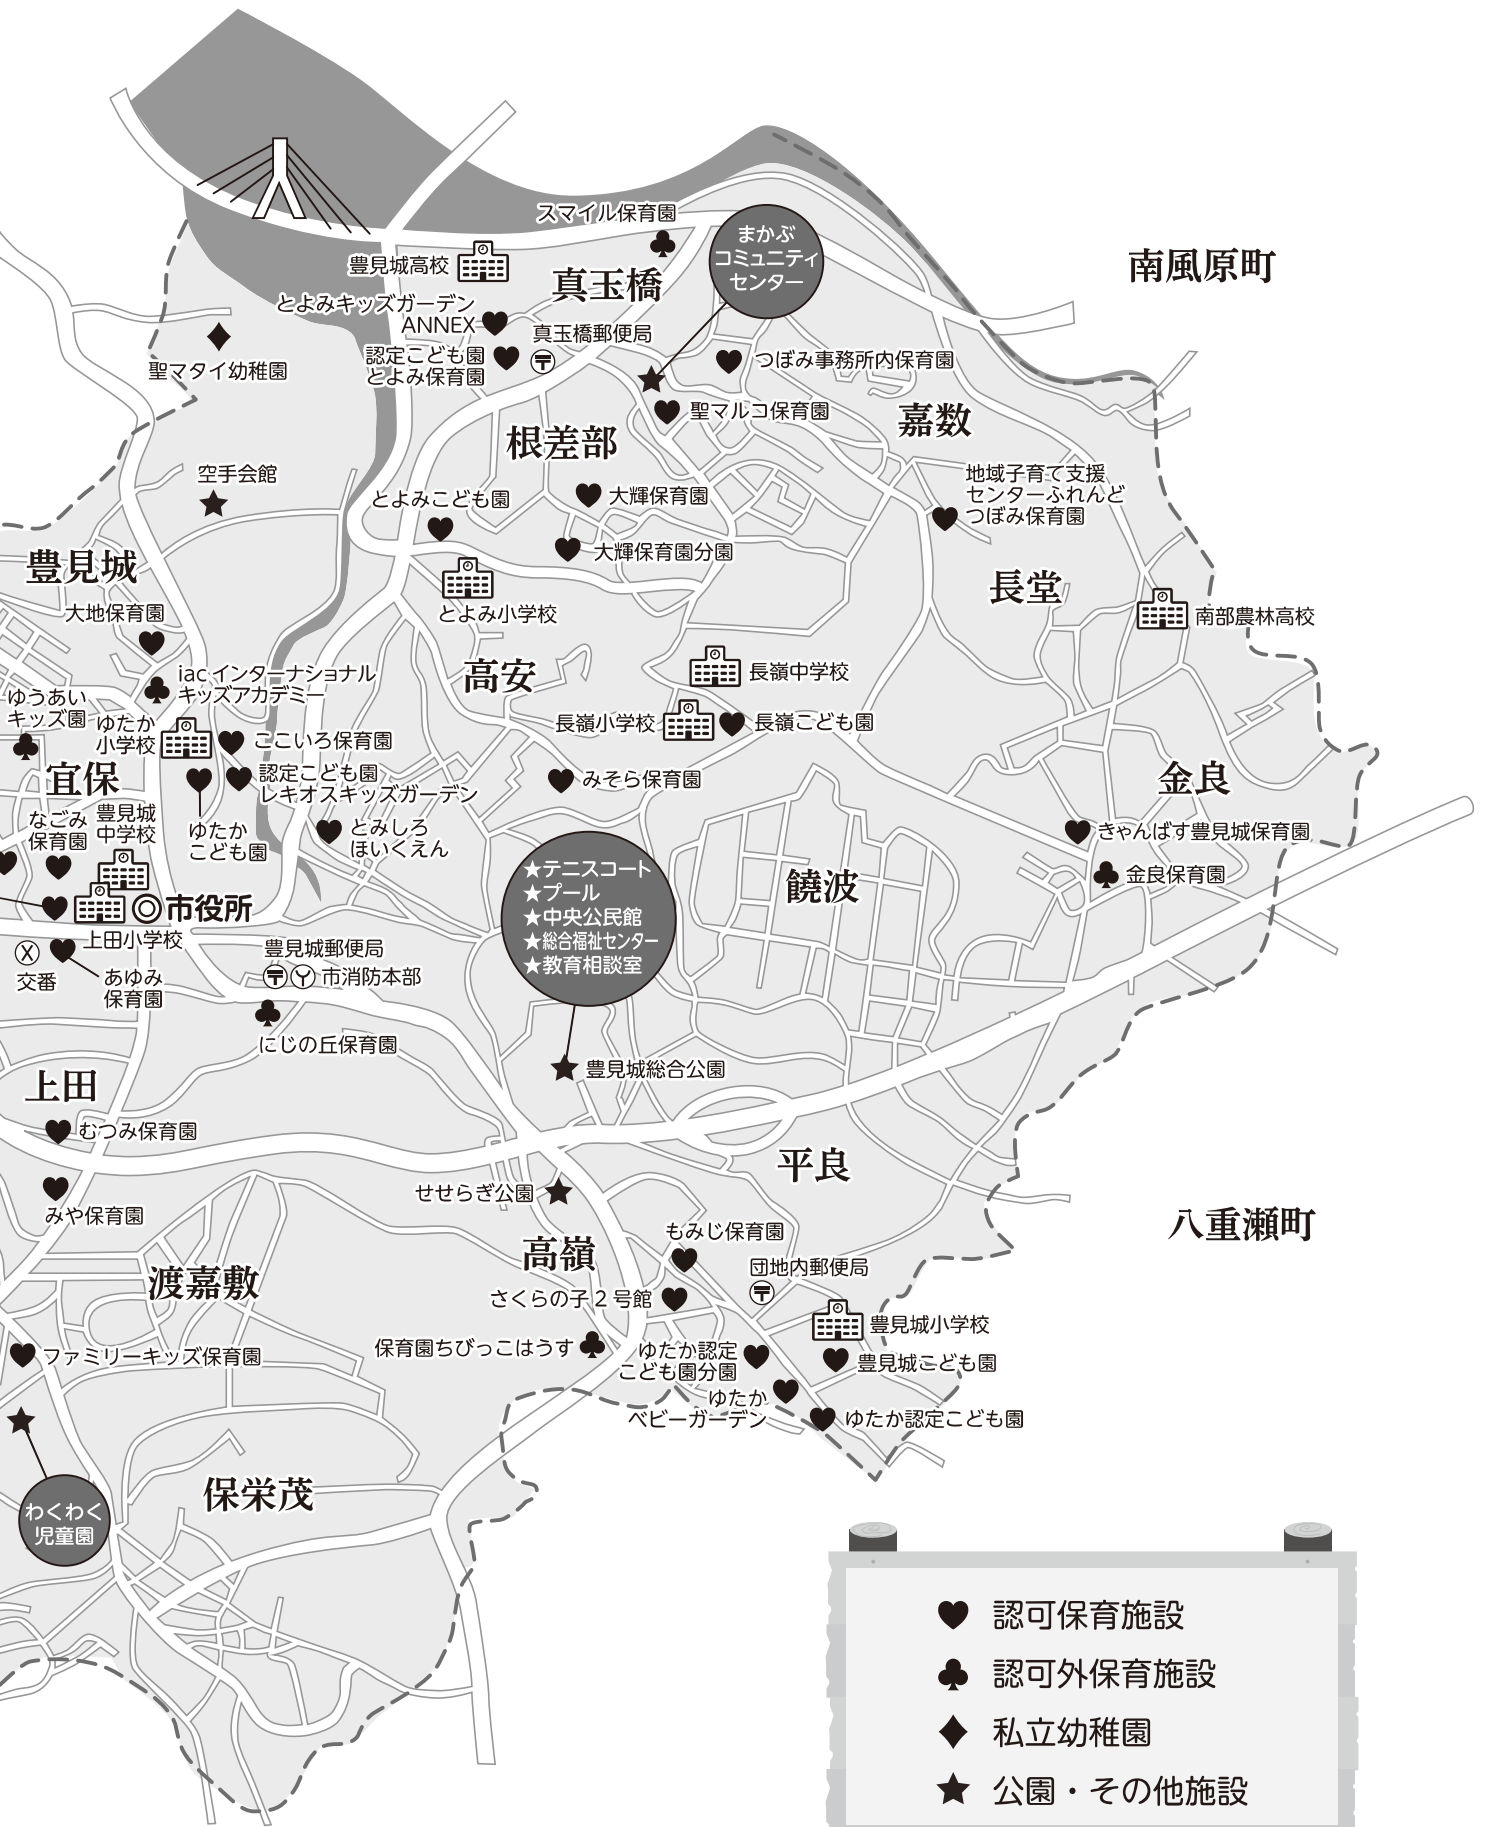 スマイル保育園
まかぶ
コミュニティ
センター
南風原町
豊見城高校
真玉橋
とよみキッズガーデン
ANNEX
真玉橋郵便局
認定こども園
とよみ保育園
つぼみ事務所内保育園
聖マタイ幼稚園
聖マルコ保育園
嘉数
根差部
空手会館
地域子育て支援
センターふれんど
つぼみ保育園
とよみこども園
大輝保育園
大輝保育園分園
豊見城
長堂
大地保育園
とよみ小学校
南部農林高校
iac インターナショナル
キッズアカデミー
高安
長嶺中学校
ゆうあい
キッズ園
ゆたか
小学校
長嶺小学校
長嶺こども園
ここいろ保育園
宜保
認定こども園
レキオスキッズガーデン
みそら保育園
金良
なごみ
保育園
豊見城
中学校
ゆたか
こども園
とみしろ
ほいくえん
きゃんばす豊見城保育園
金良保育園
★テニスコート
★プール
★中央公民館
★総合福祉センター
★教育相談室
饒波
市役所
上田小学校
豊見城郵便局
交番
あゆみ
保育園
市消防本部
にじの丘保育園
豊見城総合公園
上田
むつみ保育園
平良
せせらぎ公園
みや保育園
八重瀬町
もみじ保育園
高嶺
団地内郵便局
渡嘉敷
さくらの子２号館
豊見城小学校
保育園ちびっこはうす
ゆたか認定
こども園分園
豊見城こども園
ファミリーキッズ保育園
ゆたか
ベビーガーデン
ゆたか認定こども園
保栄茂
わくわく
児童園
認可保育施設
認可外保育施設
私立幼稚園
公園・その他施設